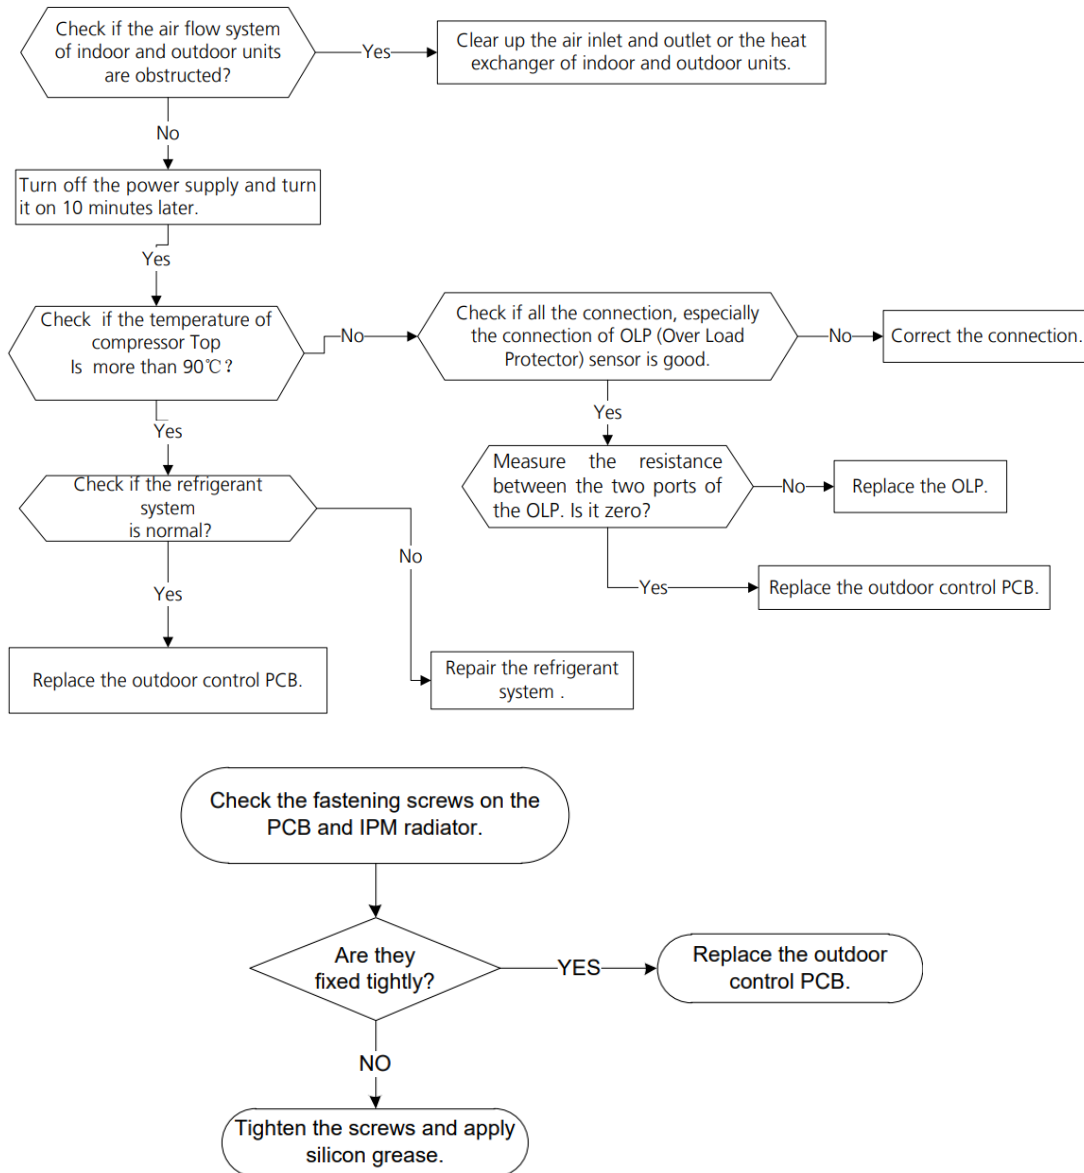 Check if the air flow system
of indoor and outdoor units
are obstructed?
Yes
Clear up the air inlet and outlet or the heat
exchanger of indoor and outdoor units.
No
Turn off the power supply and turn
it on 10 minutes later.
Yes
Check if the temperature of
compressor Top
Is more than 90℃?
No
Check if all the connection, especially
the connection of OLP (Over Load
Protector) sensor is good.
No
Correct the connection.
Yes
Yes
Check if the refrigerant
system
is normal?
Measure the resistance
between the two ports of
the OLP. Is it zero?
No
Replace the OLP.
No
Yes
Yes
Replace the outdoor control PCB.
Replace the outdoor control PCB.
Repair the refrigerant
system .
Check the fastening screws on the
PCB and IPM radiator.
Are they
fixed tightly?
YES
Replace the outdoor
control PCB.
NO
Tighten the screws and apply
silicon grease.